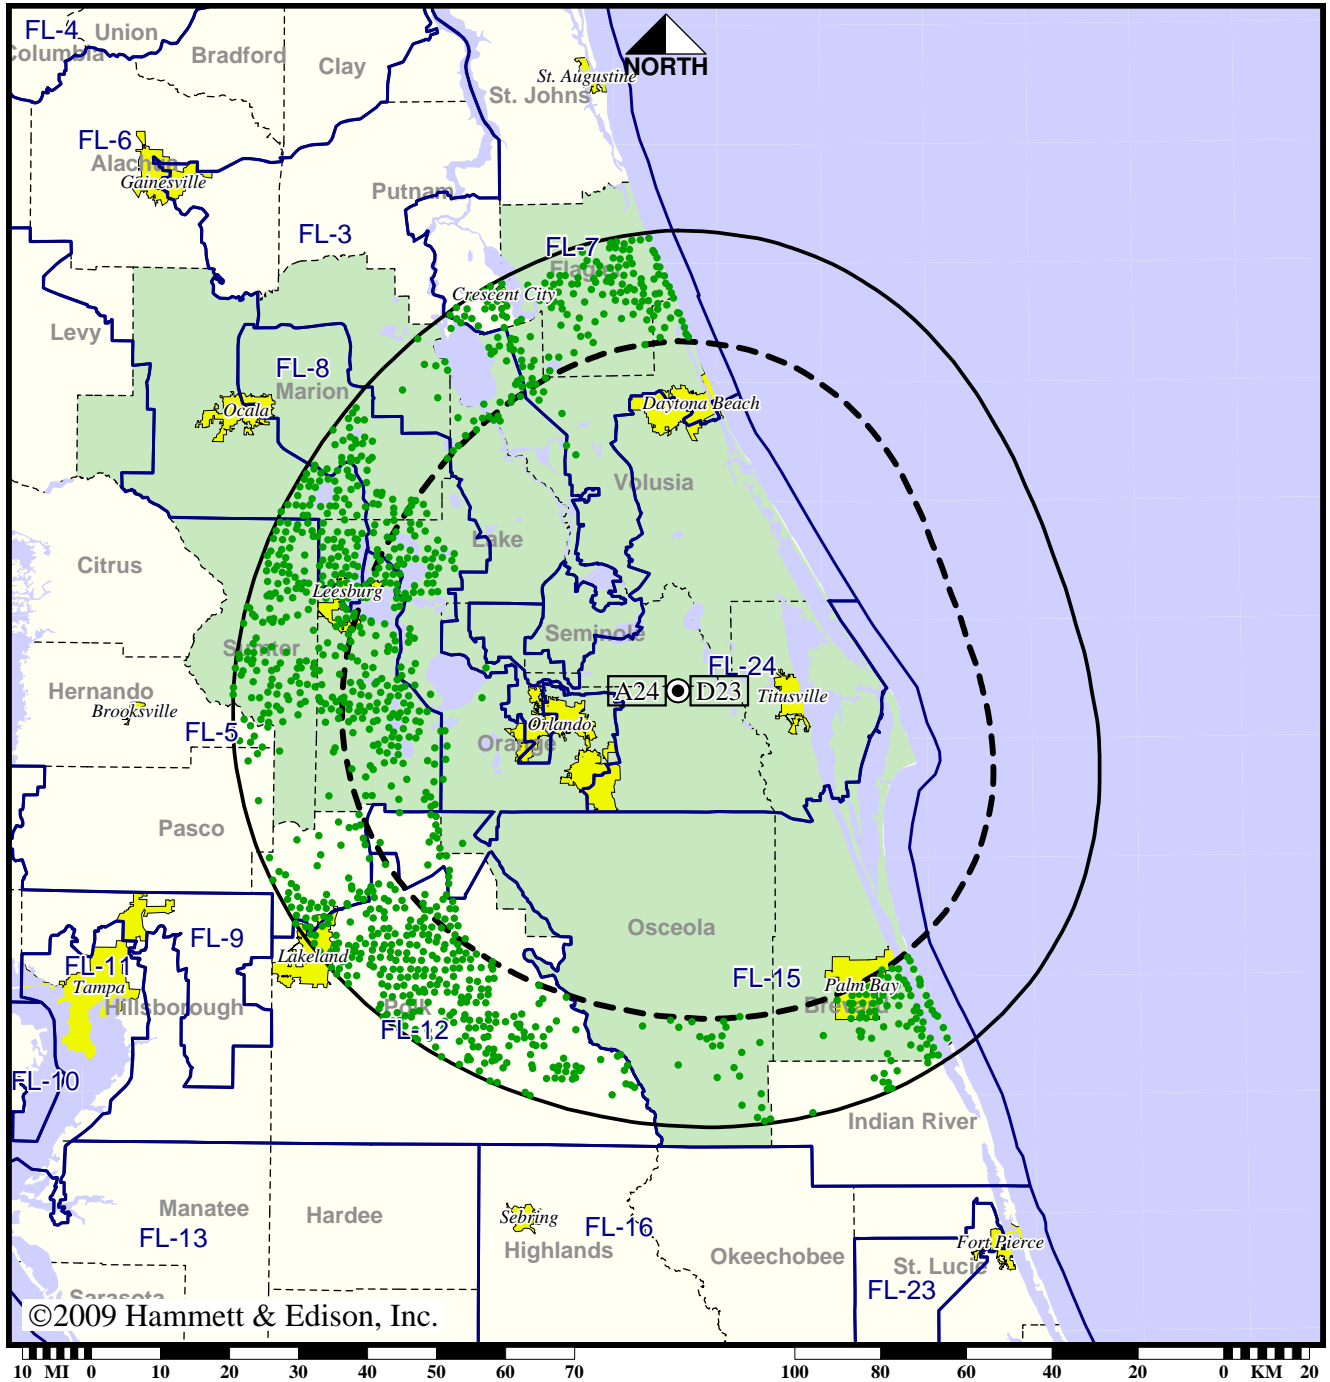 FL-4
Union
Columbia
Bradford
Clay
NORTH
St. Augustine
St. Johns
FL-6
Alachua
Gainesville
Putnam
FL-3
FL-7
Flagler
Crescent City
Levy
FL-8
Marion
Ocala
Daytona Beach
Volusia
Lake
Citrus
Leesburg
Seminole
Sumter
FL-24
Hernando
Brooksville
A24 D23
Titusville
FL-5
Orlando
Orange
Pasco
Osceola
FL-9
Lakeland
FL-11
Tampa
Hillsborough
FL-15
Palm Bay
Brevard
Polk
FL-12
FL-10
Indian River
Manatee
Hardee
Sebring
FL-16
Highlands
FL-13
Okeechobee
Fort Pierce
St. Lucie
FL-23
Sarasota
©2009 Hammett & Edison, Inc.
10 MI 0 10 20 30 40 50 60 70 100 80 60 40 20 0 KM 20